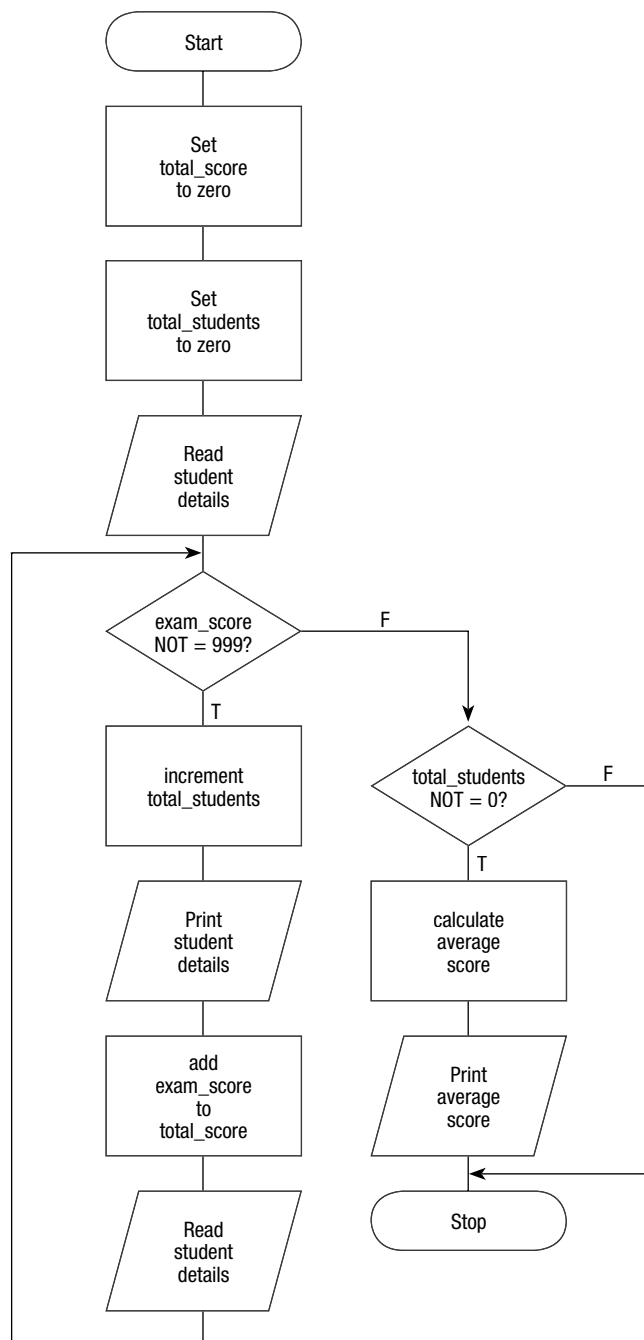 Start
Set
total_score
to zero
Set
total_students
to zero
Read
student
details
exam_score
NOT = 999?
F
T
increment
total_students
Print
student
details
add
exam_score
to
total_score
Read
student
details
total_students
NOT = 0?
F
T
calculate
average
score
Print
average
score
Stop